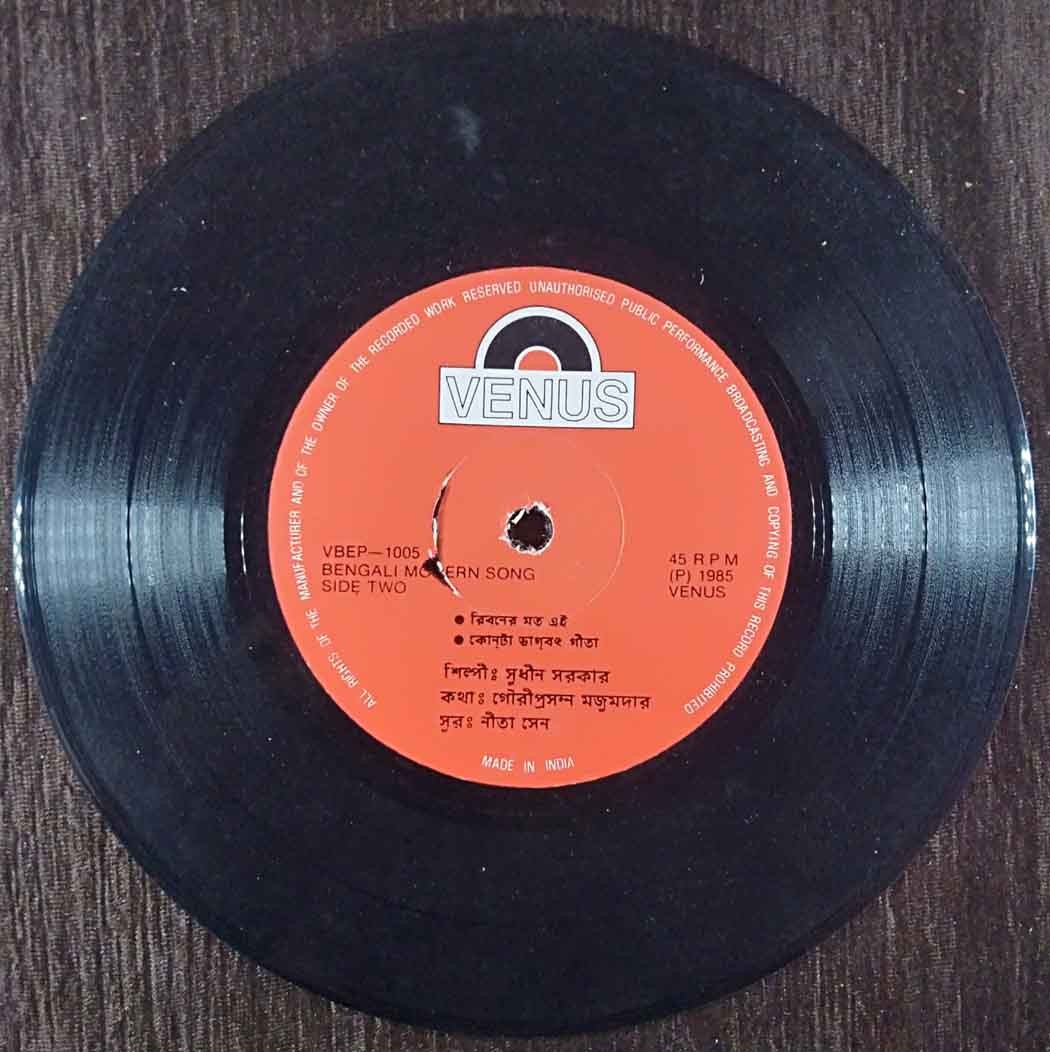 ALL RIGHTS OF THE MANUFACTURER AND OF THE OWNER OF THE RECORDED WORK RESERVED UNAUTHORISED PUBLIC PERFORMANCE BROADCASTING AND COPYING OF THIS RECORD PROHIBITED
VENUS
VBEP—1005
BENGALI MODERN SONG
SIDE TWO
45 RPM
(P) 1985
VENUS
● রিবনের মত এই
● কোন্টা ভাগ্‌বৎ গীতা
শিল্পীঃ সুধীন সরকার
কথাঃ গৌরীপ্রসন্ন মজুমদার
সুরঃ নীতা সেন
MADE IN INDIA